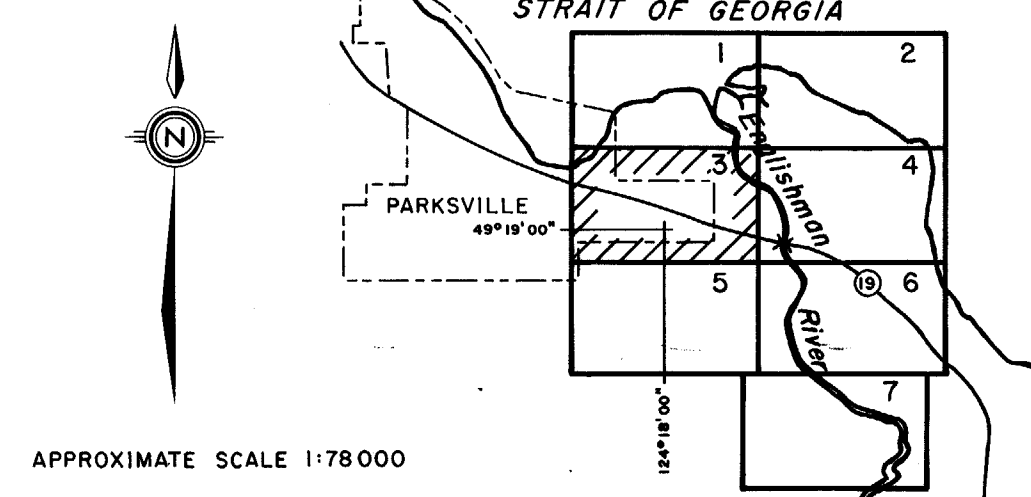 STRAIT OF GEORGIA
1
2
N
Englishman
3
4
PARKSVILLE
49°19'00"
5
19
6
River
7
124°18'00"
APPROXIMATE SCALE 1:78000